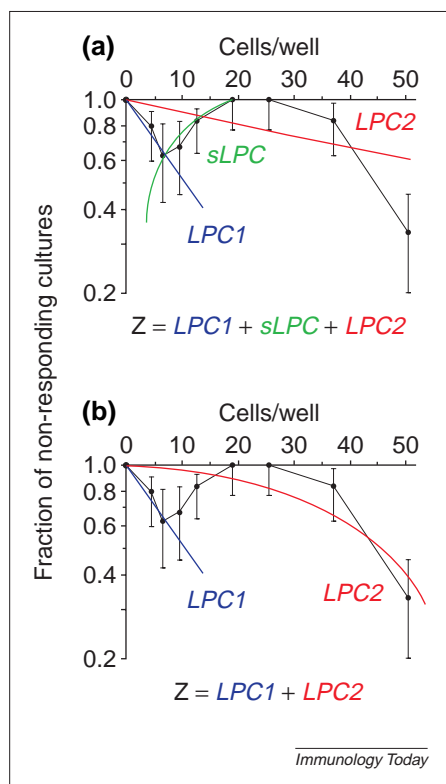 (a)
Cells/well
0 10 20 30 40 50
1.0
0.8
0.6
0.4
0.2
LPC2
sLPC
LPC1
Z = LPC1 + sLPC + LPC2
Fraction of non-responding cultures
(b)
Cells/well
0 10 20 30 40 50
1.0
0.8
0.6
0.4
0.2
LPC1
LPC2
Z = LPC1 + LPC2
Immunology Today